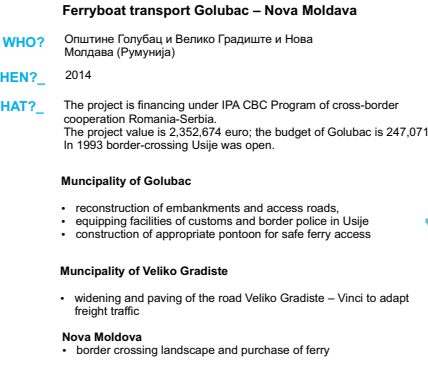 Ferryboat transport Golubac – Nova Moldava
WHO?
Општине Голубац и Велико Градиште и Нова
Молдава (Румунија)
HEN?_
2014
HAT?_
The project is financing under IPA CBC Program of cross-border
cooperation Romania-Serbia.
The project value is 2,352,674 euro; the budget of Golubac is 247,071
In 1993 border-crossing Usije was open.
Muncipality of Golubac
• reconstruction of embankments and access roads,
• equipping facilities of customs and border police in Usije
• construction of appropriate pontoon for safe ferry access
Muncipality of Veliko Gradiste
• widening and paving of the road Veliko Gradiste – Vinci to adapt
freight traffic
Nova Moldova
• border crossing landscape and purchase of ferry